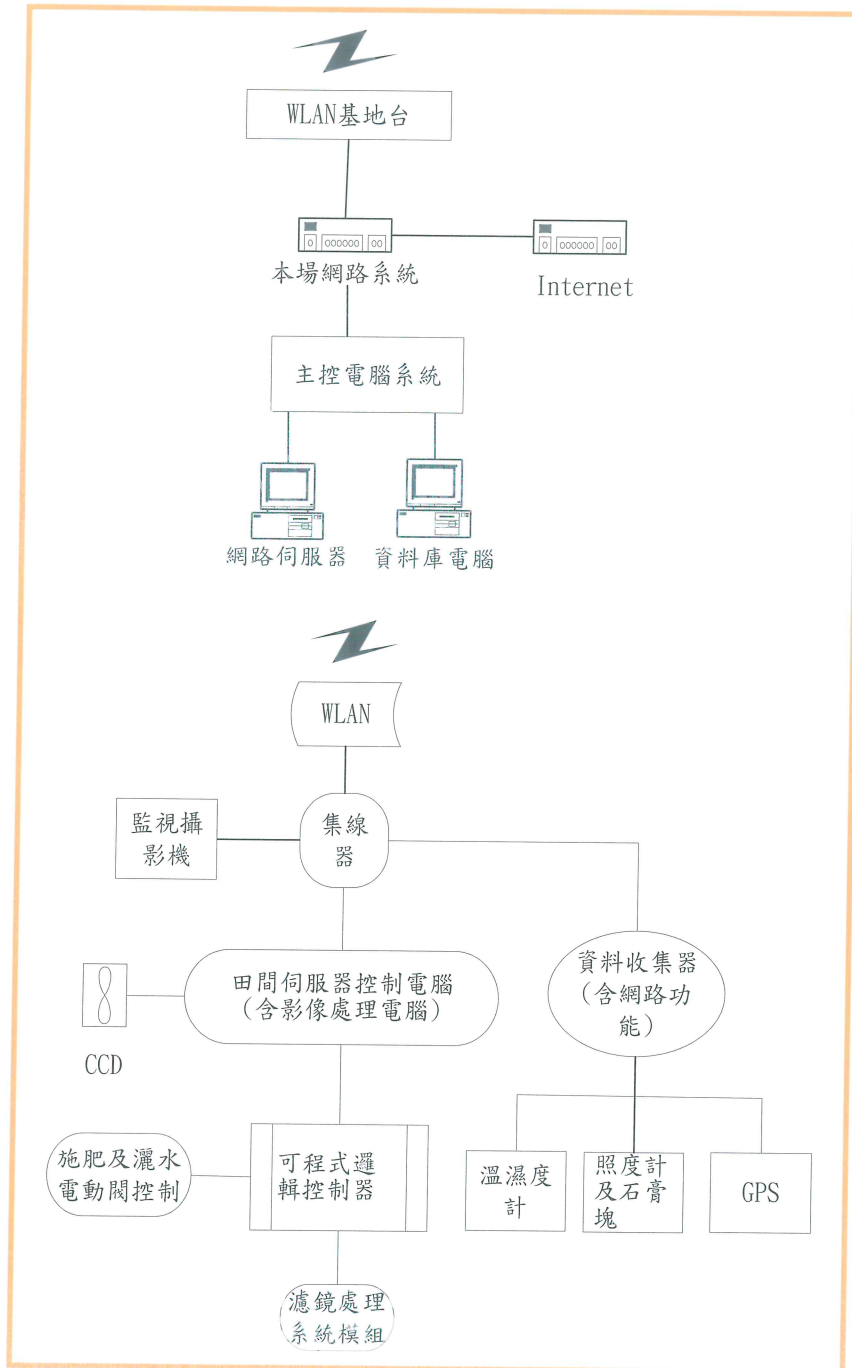 WLAN基地台
本場網路系統
Internet
主控電腦系統
網路伺服器
資料庫電腦
WLAN
監視攝
影機
集線
器
田間伺服器控制電腦
(含影像處理電腦)
資料收集器
(含網路功
能)
CCD
施肥及灑水
電動閥控制
可程式邏
輯控制器
溫濕度
計
照度計
及石膏
塊
GPS
濾鏡處理
系統模組